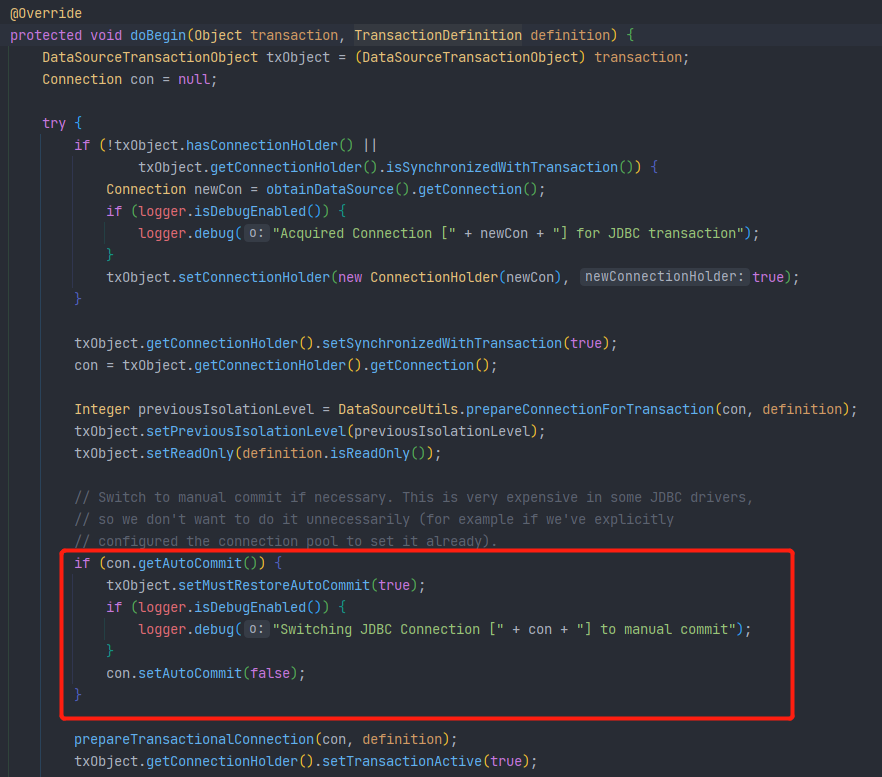 @Override
protected void doBegin(Object transaction, TransactionDefinition definition) {
DataSourceTransactionObject txObject = (DataSourceTransactionObject) transaction;
Connection con = null;
try {
if (!txObject.hasConnectionHolder() ||
txObject.getConnectionHolder().isSynchronizedWithTransaction()) {
Connection newCon = obtainDataSource().getConnection();
if (logger.isDebugEnabled()) {
logger.debug( o: "Acquired Connection [" + newCon + "] for JDBC transaction");
}
txObject.setConnectionHolder(new ConnectionHolder(newCon), newConnectionHolder: true);
}
txObject.getConnectionHolder().setSynchronizedWithTransaction(true);
con = txObject.getConnectionHolder().getConnection();
Integer previousIsolationLevel = DataSourceUtils.prepareConnectionForTransaction(con, definition);
txObject.setPreviousIsolationLevel(previousIsolationLevel);
txObject.setReadOnly(definition.isReadOnly());
// Switch to manual commit if necessary. This is very expensive in some JDBC drivers,
// so we don't want to do it unnecessarily (for example if we've explicitly
// configured the connection pool to set it already).
if (con.getAutoCommit()) {
txObject.setMustRestoreAutoCommit(true);
if (logger.isDebugEnabled()) {
logger.debug( o: "Switching JDBC Connection [" + con + "] to manual commit");
}
con.setAutoCommit(false);
}
prepareTransactionalConnection(con, definition);
txObject.getConnectionHolder().setTransactionActive(true);